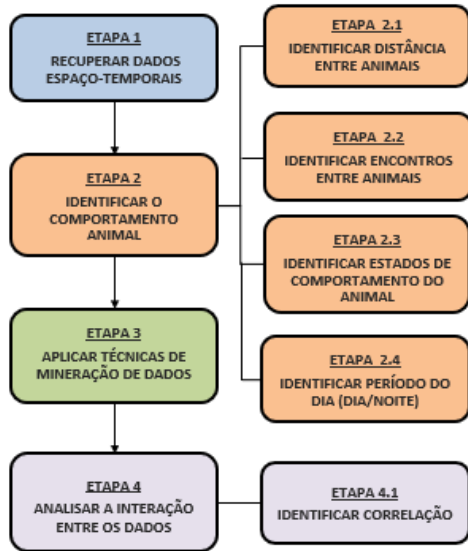 ETAPA 1
RECUPERAR DADOS
ESPAÇO-TEMPORAIS
ETAPA 2
IDENTIFICAR O
COMPORTAMENTO
ANIMAL
ETAPA 3
APLICAR TÉCNICAS DE
MINERAÇÃO DE DADOS
ETAPA 4
ANALISAR A INTERAÇÃO
ENTRE OS DADOS
ETAPA 2.1
IDENTIFICAR DISTÂNCIA
ENTRE ANIMAIS
ETAPA 2.2
IDENTIFICAR ENCONTROS
ENTRE ANIMAIS
ETAPA 2.3
IDENTIFICAR ESTADOS DE
COMPORTAMENTO DO
ANIMAL
ETAPA 2.4
IDENTIFICAR PERÍODO DO
DIA (DIA/NOITE)
ETAPA 4.1
IDENTIFICAR CORRELAÇÃO